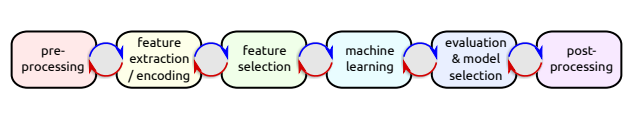 pre-
processing
feature
extraction
/ encoding
feature
selection
machine
learning
evaluation
& model
selection
post-
processing